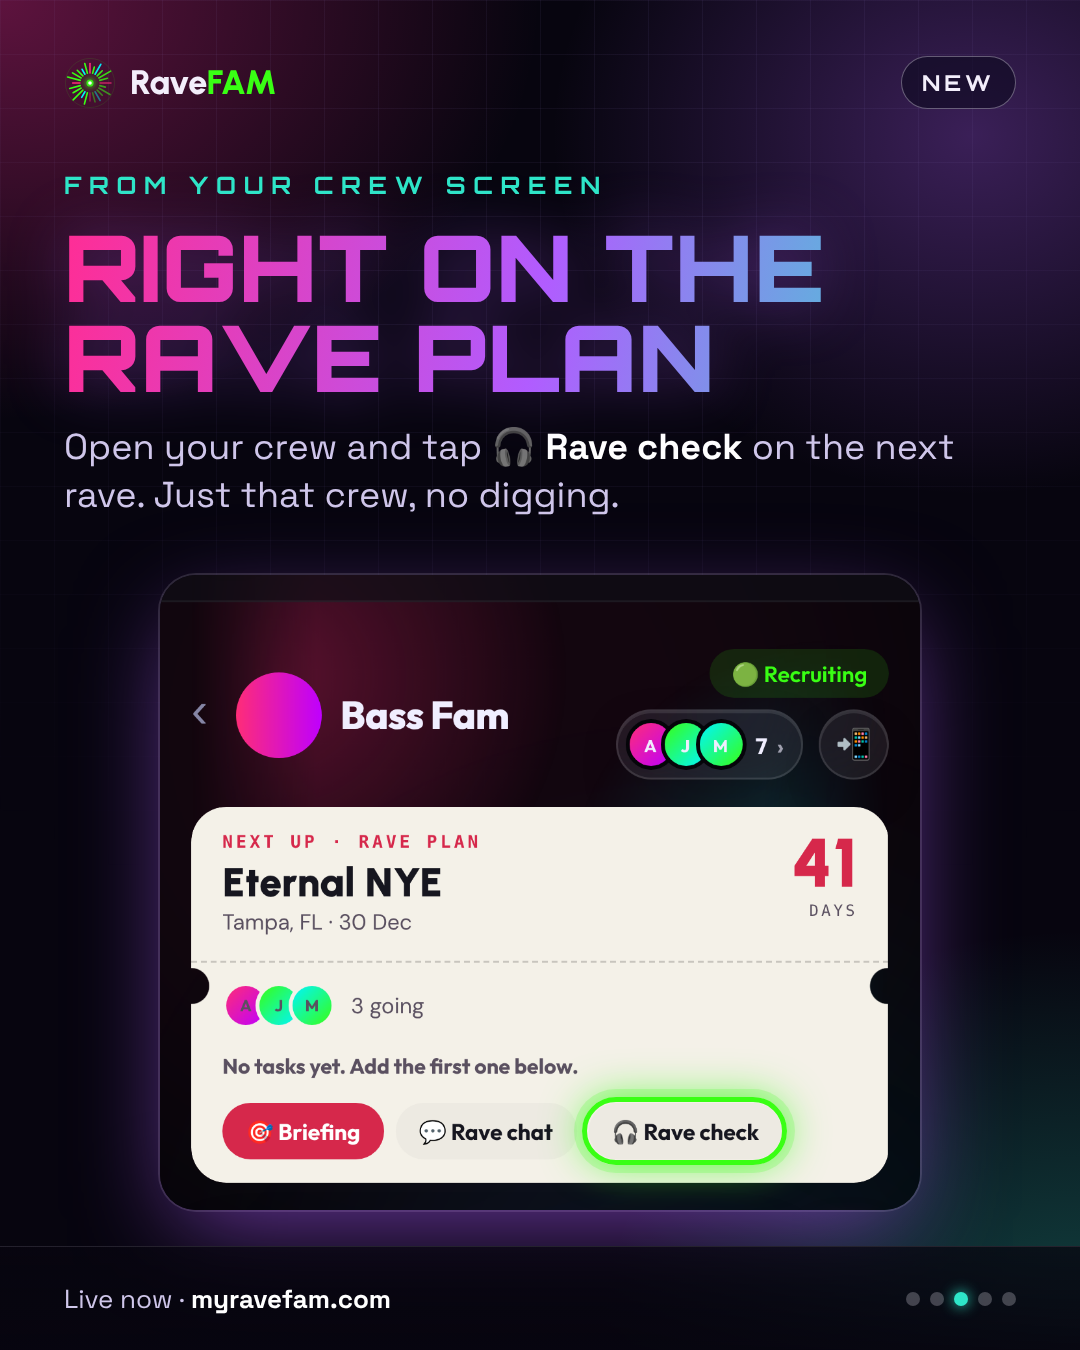 RaveFAM
NEW
FROM YOUR CREW SCREEN
RIGHT ON THE
RAVE PLAN
Open your crew and tap 🎧 Rave check on the next
rave. Just that crew, no digging.
‹
Bass Fam
🟢 Recruiting
A J M 7 ›
NEXT UP · RAVE PLAN
Eternal NYE
Tampa, FL · 30 Dec
41
DAYS
A J M 3 going
No tasks yet. Add the first one below.
🎯 Briefing 💬 Rave chat 🎧 Rave check
Live now · myravefam.com